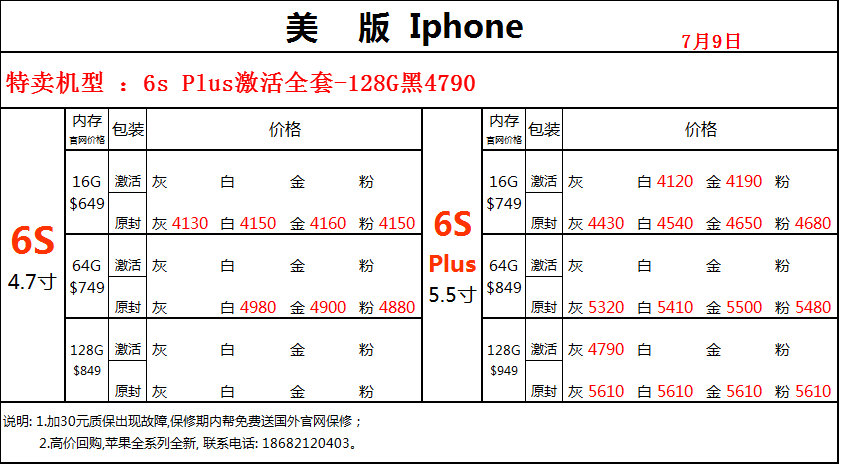 美 版 Iphone
7月9日
特卖机型 ：6s Plus激活全套-128G黑4790
内存 官网价格 包装 价格 内存 官网价格 包装 价格
6S 4.7寸
16G $649
激活 灰 白 金 粉
原封 灰 4130 白 4150 金 4160 粉 4150
64G $749
激活 灰 白 金 粉
原封 灰 白 4980 金 4900 粉 4880
128G $849
激活 灰 白 金 粉
原封 灰 白 金 粉
6S Plus 5.5寸
16G $749
激活 灰 白 4120 金 4190 粉
原封 灰 4430 白 4540 金 4650 粉 4680
64G $849
激活 灰 白 金 粉
原封 灰 5320 白 5410 金 5500 粉 5480
128G $949
激活 灰 4790 白 金 粉
原封 灰 5610 白 5610 金 5610 粉 5610
说明: 1.加30元质保出现故障,保修期内帮免费送国外官网保修；
2.高价回购,苹果全系列全新, 联系电话: 18682120403。